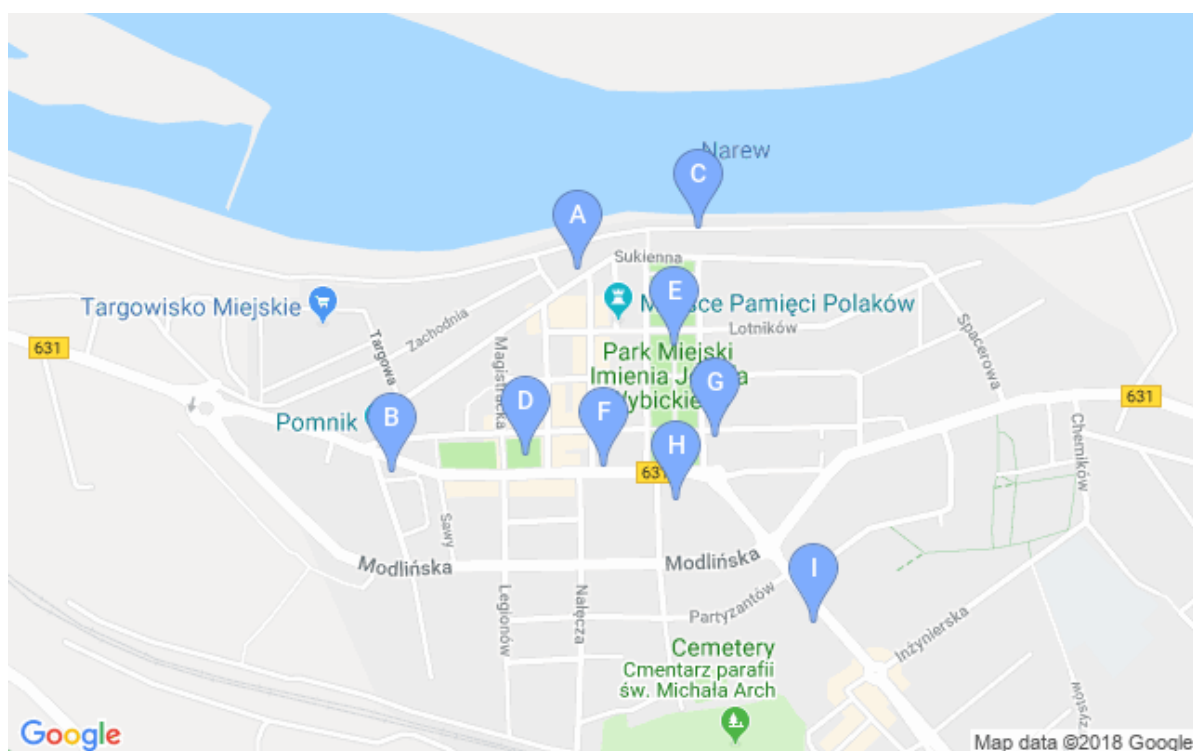 Narew
C
A
Sukienna
Targowisko Miejskie
E
Miejsce Pamięci Polaków
Zachodnia
Lotników
631
Targowa
Magistracka
Park Miejski
Imienia J
a
Wybickie
Spacerowa
G
631
Pomnik
B
D
F
Chemików
H
631
Sawy
Modlińska
Modlińska
I
Legionów
Nałęcza
Partyzantów
Inżynierska
Cemetery
Cmentarz parafii
św. Michała Arch
Google
Map data ©2018 Google